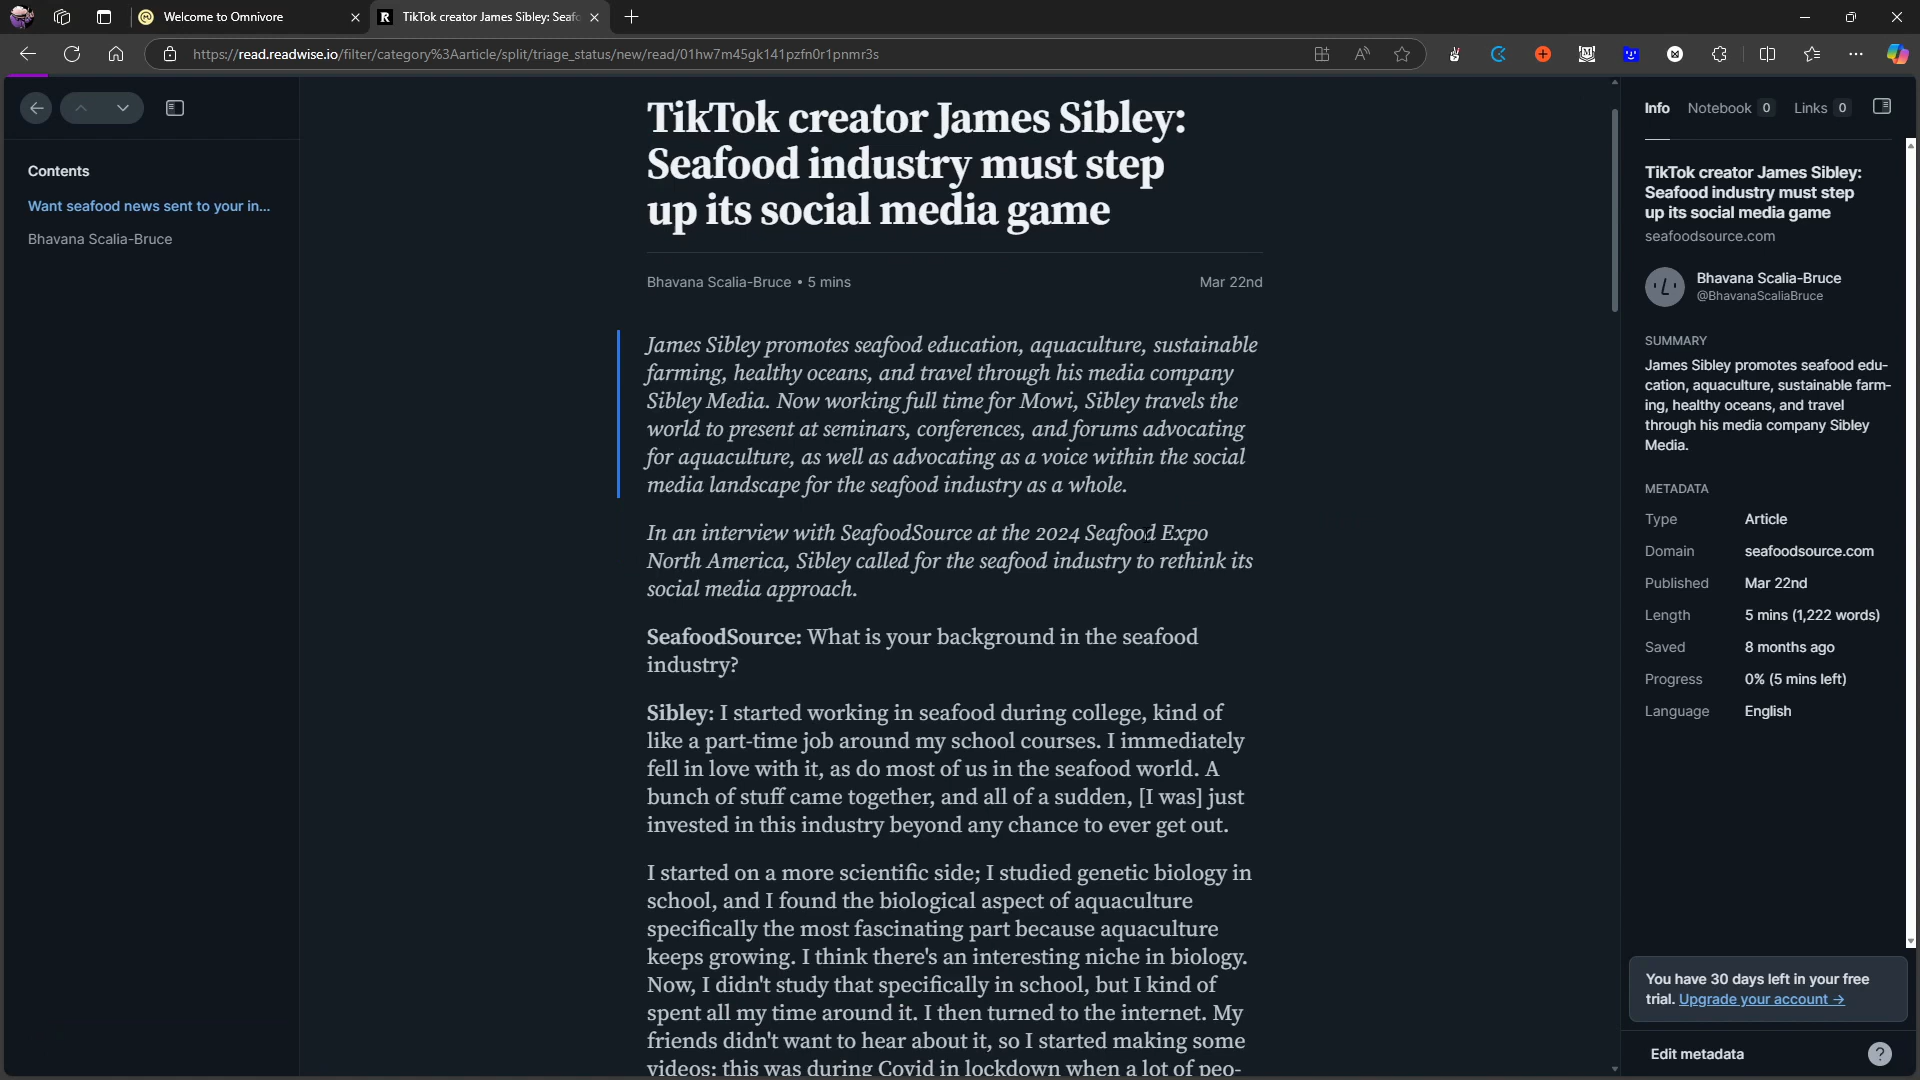 Welcome to Omnivore
TikTok creator James Sibley: Seaf
https://read.readwise.io/filter/category%3Aarticle/split/triage_status/new/read/01hw7m45gk141pzfn0r1pnmr3s
Contents
Want seafood news sent to your in...
Bhavana Scalia-Bruce
TikTok creator James Sibley:
Seafood industry must step
up its social media game
Bhavana Scalia-Bruce • 5 mins
Mar 22nd
James Sibley promotes seafood education, aquaculture, sustainable
farming, healthy oceans, and travel through his media company
Sibley Media. Now working full time for Mowi, Sibley travels the
world to present at seminars, conferences, and forums advocating
for aquaculture, as well as advocating as a voice within the social
media landscape for the seafood industry as a whole.
In an interview with SeafoodSource at the 2024 Seafood Expo
North America, Sibley called for the seafood industry to rethink its
social media approach.
SeafoodSource: What is your background in the seafood
industry?
Sibley: I started working in seafood during college, kind of
like a part-time job around my school courses. I immediately
fell in love with it, as do most of us in the seafood world. A
bunch of stuff came together, and all of a sudden, [I was] just
invested in this industry beyond any chance to ever get out.
I started on a more scientific side; I studied genetic biology in
school, and I found the biological aspect of aquaculture
specifically the most fascinating part because aquaculture
keeps growing. I think there's an interesting niche in biology.
Now, I didn't study that specifically in school, but I kind of
spent all my time around it. I then turned to the internet. My
friends didn't want to hear about it, so I started making some
videos; this was during Covid in lockdown when a lot of peo-
Info
Notebook 0
Links 0
TikTok creator James Sibley:
Seafood industry must step
up its social media game
seafoodsource.com
Bhavana Scalia-Bruce
@BhavanaScaliaBruce
SUMMARY
James Sibley promotes seafood edu-
cation, aquaculture, sustainable farm-
ing, healthy oceans, and travel
through his media company Sibley
Media.
METADATA
Type Article
Domain seafoodsource.com
Published Mar 22nd
Length 5 mins (1,222 words)
Saved 8 months ago
Progress 0% (5 mins left)
Language English
You have 30 days left in your free
trial. Upgrade your account →
Edit metadata
?